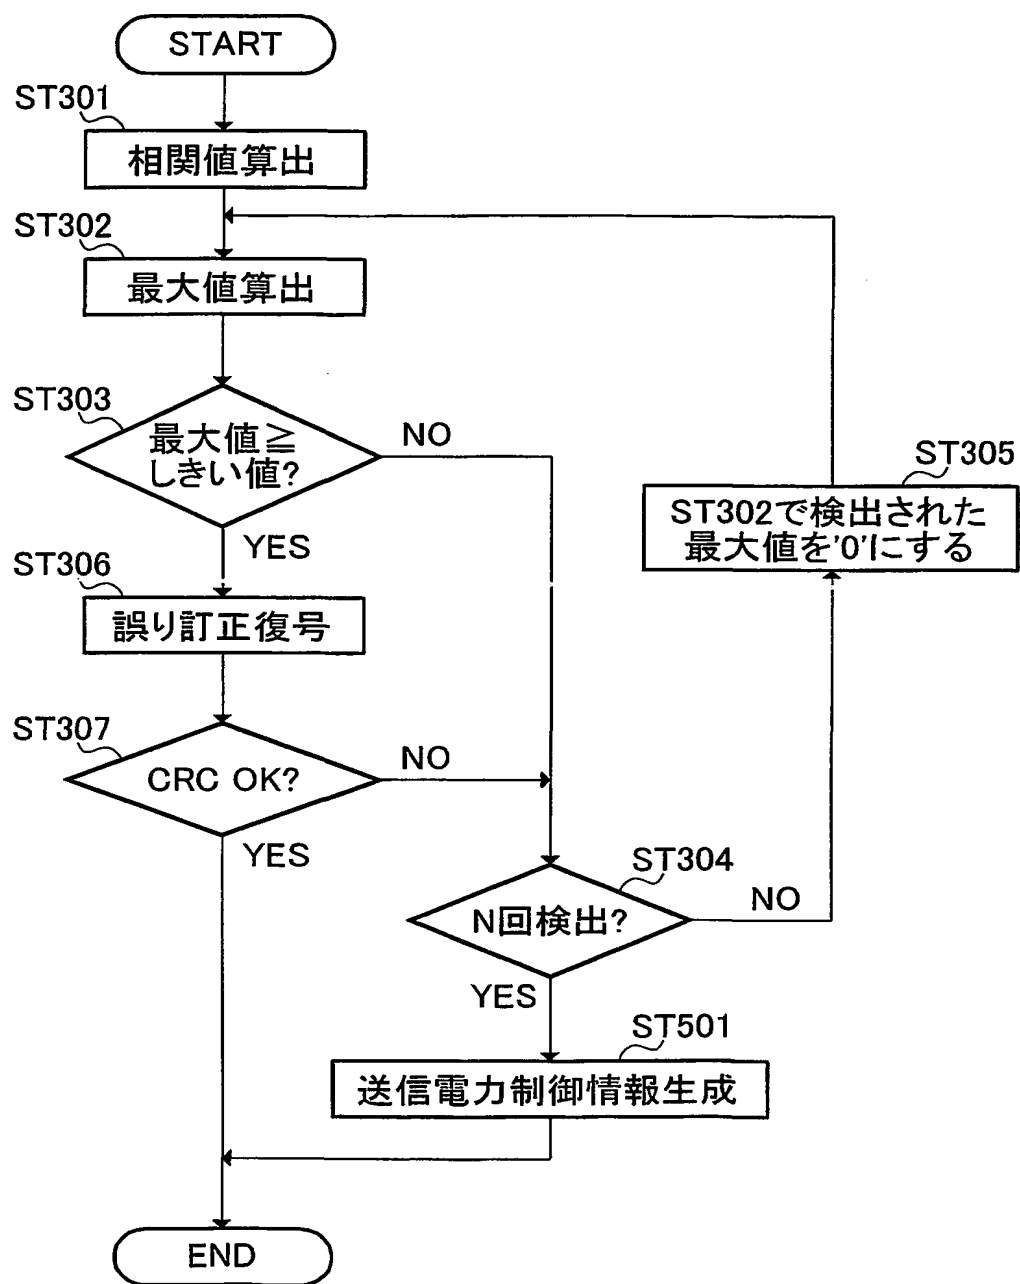 START
ST301
相関値算出
ST302
最大値算出
ST303
最大値≧
しきい値?
NO
YES
ST305
ST302で検出された
最大値を'0'にする
ST306
誤り訂正復号
ST307
CRC OK?
NO
YES
ST304
N回検出?
NO
YES
ST501
送信電力制御情報生成
END